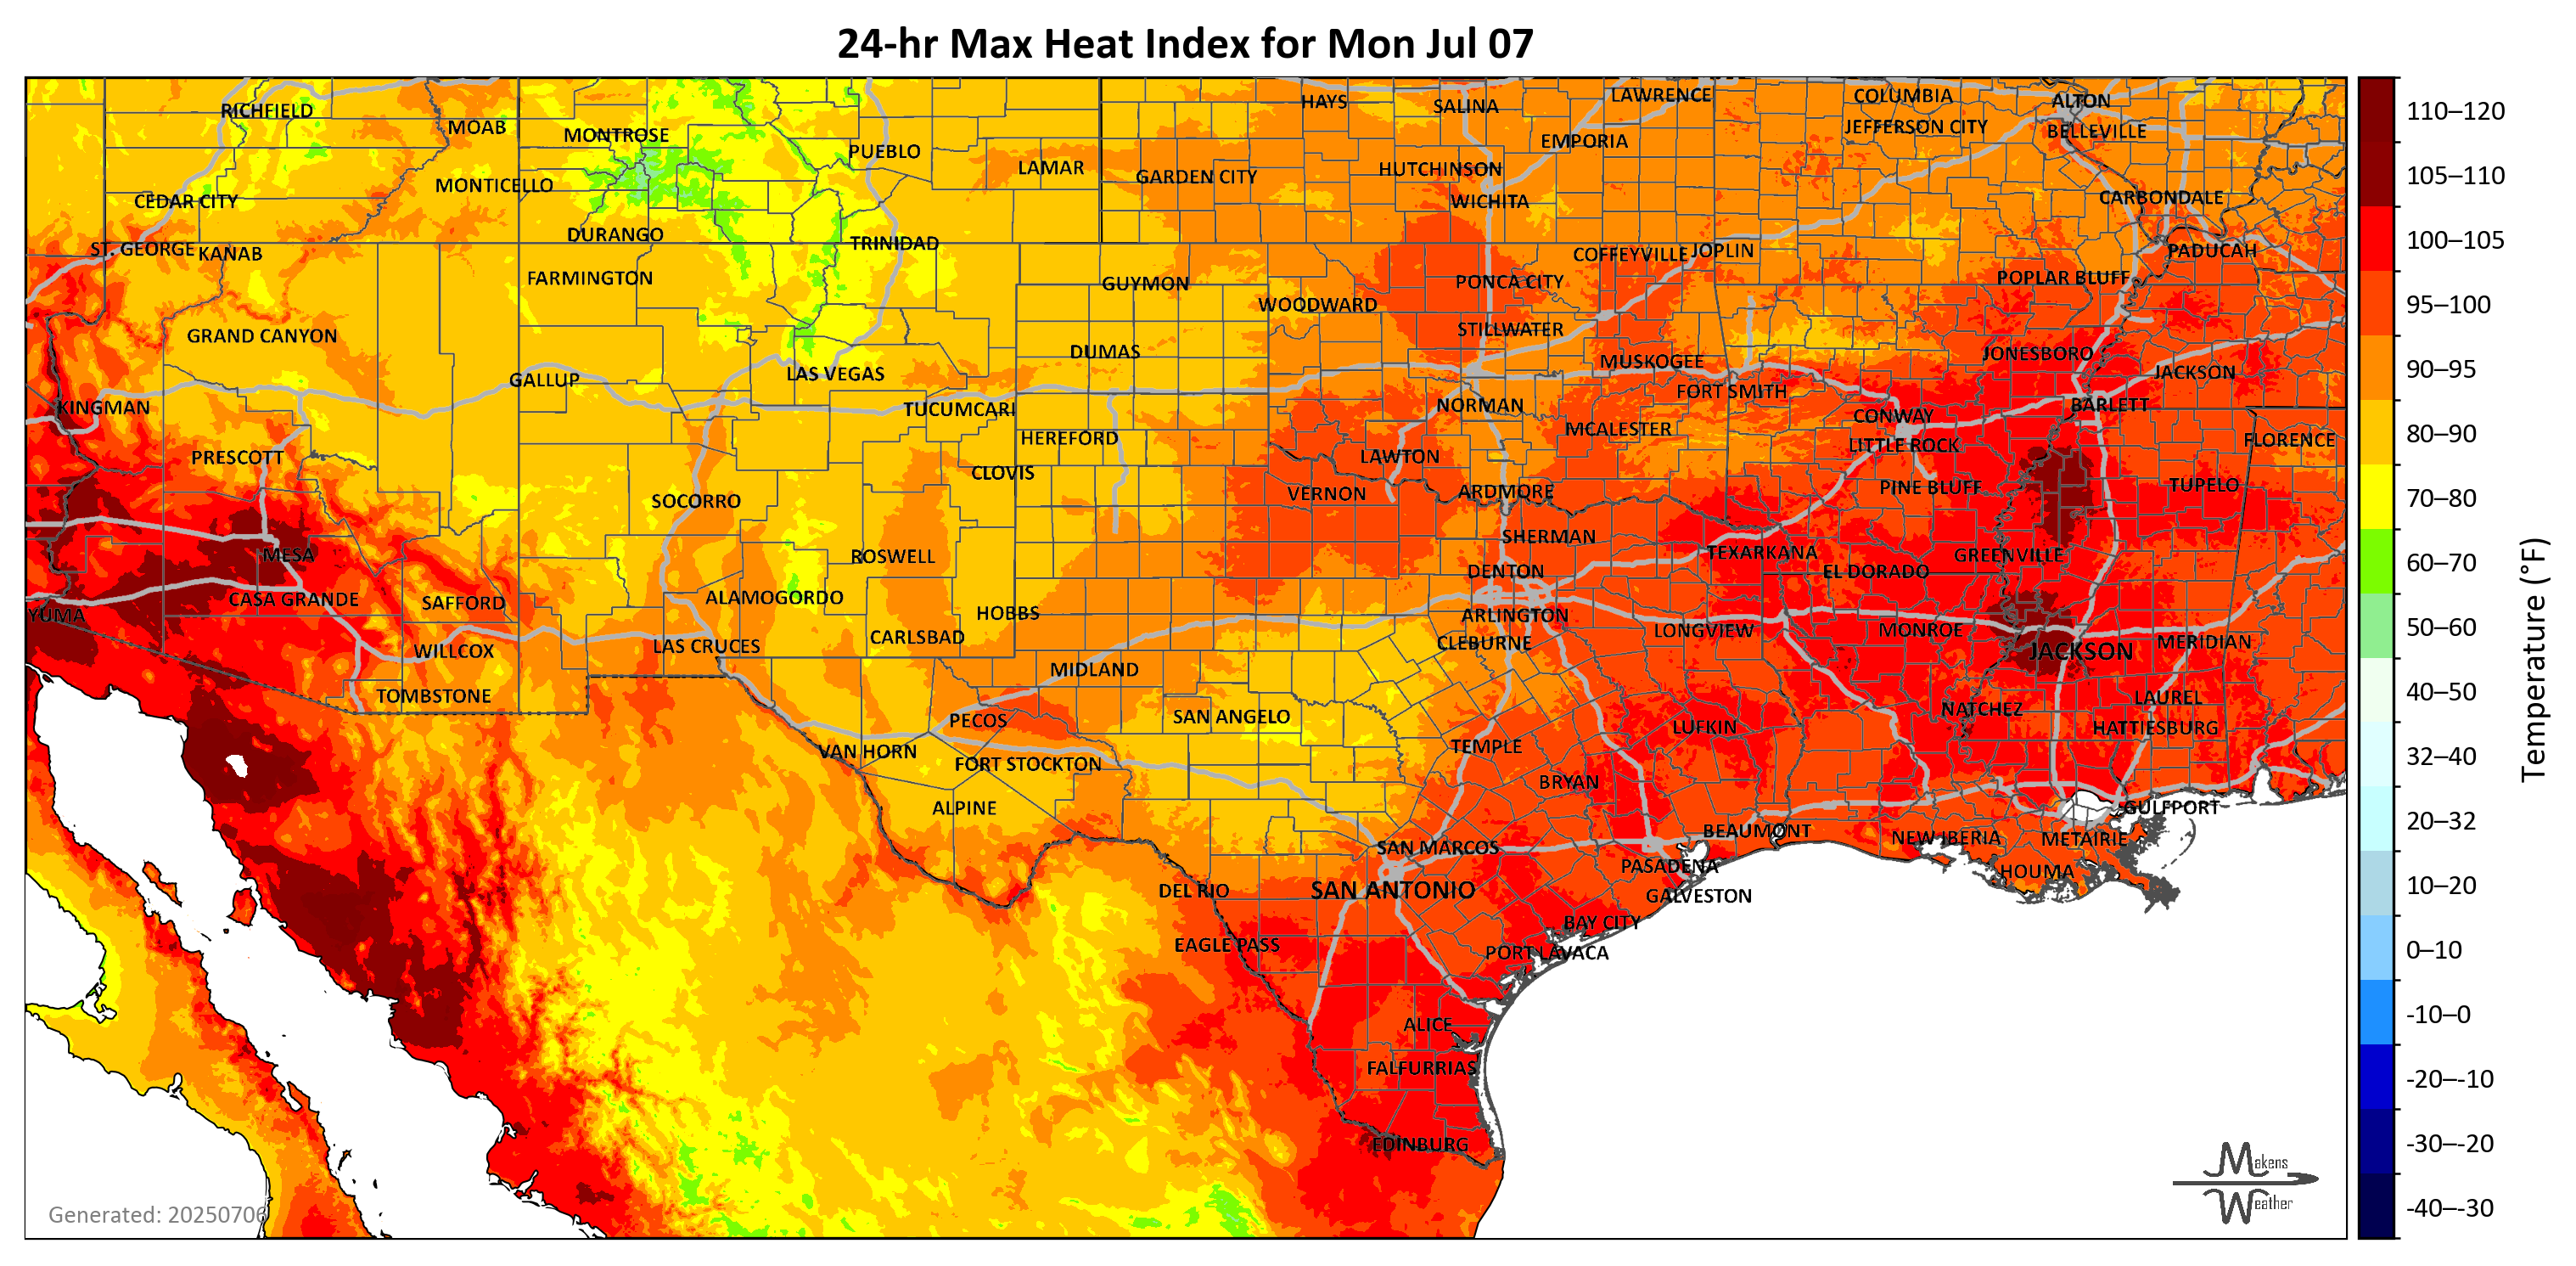 24-hr Max Heat Index for Mon Jul 07
RICHFIELD
MOAB
MONTROSE
PUEBLO
LAMAR
HAYS
SALINA
LAWRENCE
COLUMBIA
ALTON
GARDEN CITY
HUTCHINSON
EMPORIA
JEFFERSON CITY
BELLEVILLE
CEDAR CITY
MONTICELLO
WICHITA
CARBONDALE
ST. GEORGE
KANAB
DURANGO
TRINIDAD
COFFEYVILLE
JOPLIN
PADUCAH
FARMINGTON
GUYMON
WOODWARD
PONCA CITY
POPLAR BLUFF
GRAND CANYON
DUMAS
STILLWATER
MUSKOGEE
JONESBORO
GALLUP
LAS VEGAS
FORT SMITH
JACKSON
KINGMAN
TUCUMCARI
NORMAN
CONWAY
BARLETT
PRESCOTT
HEREFORD
MCALESTER
LITTLE ROCK
FLORENCE
CLOVIS
LAWTON
SOCORRO
VERNON
ARDMORE
PINE BLUFF
TUPELO
MESA
ROSWELL
SHERMAN
TEXARKANA
GREENVILLE
CASA GRANDE
SAFFORD
ALAMOGORDO
DENTON
EL DORADO
YUMA
HOBBS
ARLINGTON
WILLCOX
LAS CRUCES
CARLSBAD
CLEBURNE
LONGVIEW
MONROE
JACKSON
MERIDIAN
TOMBSTONE
MIDLAND
PECOS
SAN ANGELO
LUFKIN
NATCHEZ
LAUREL
HATTIESBURG
VAN HORN
FORT STOCKTON
TEMPLE
BRYAN
ALPINE
GULFPORT
SAN MARCOS
BEAUMONT
NEW IBERIA
METAIRIE
DEL RIO
SAN ANTONIO
PASADENA
GALVESTON
HOUMA
EAGLE PASS
BAY CITY
PORT LAVACA
ALICE
FALFURRIAS
EDINBURG
Generated: 20250706
Makens
Weather
110–120
105–110
100–105
95–100
90–95
80–90
70–80
60–70
50–60
40–50
32–40
20–32
10–20
0–10
-10–0
-20–-10
-30–-20
-40–-30
Temperature (°F)